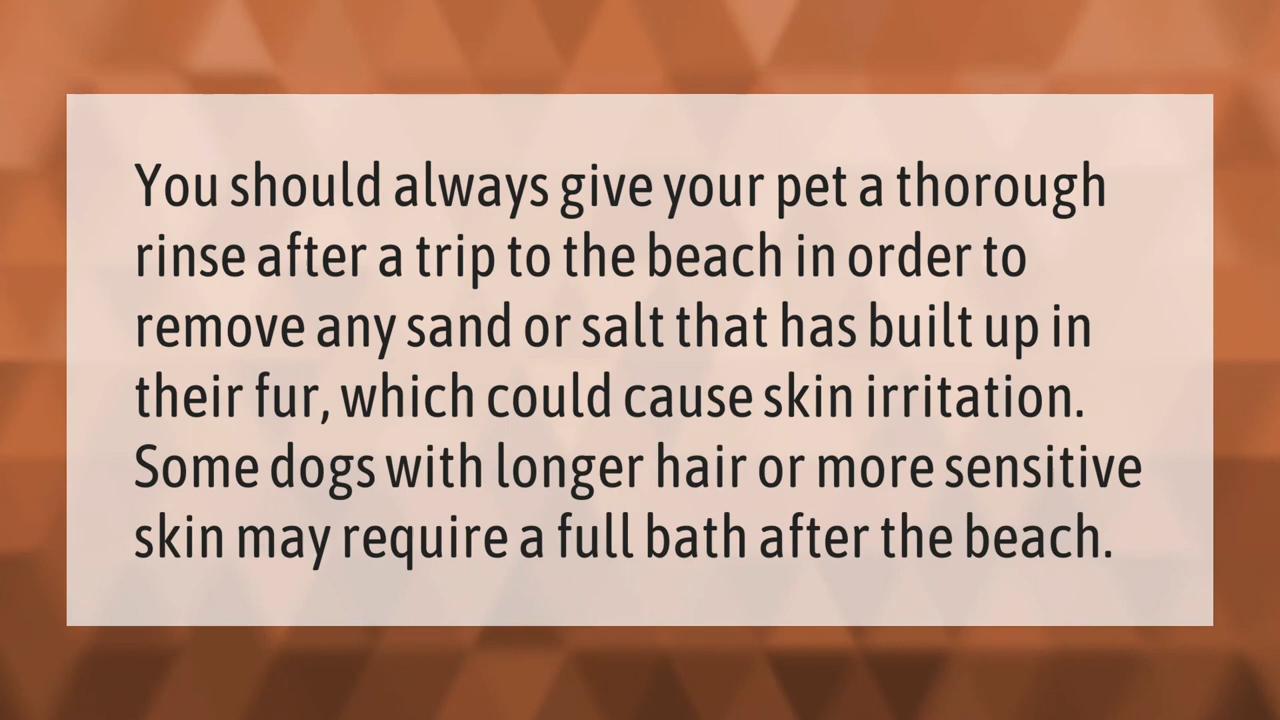 You should always give your pet a thorough
rinse after a trip to the beach in order to
remove any sand or salt that has built up in
their fur, which could cause skin irritation.
Some dogs with longer hair or more sensitive
skin may require a full bath after the beach.